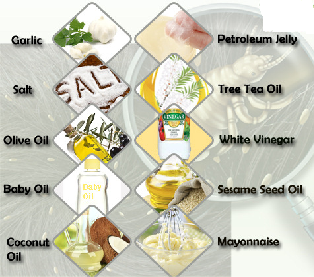 Garlic
Petroleum Jelly
Salt
SALT
Tree Tea Oil
Olive Oil
VINEGAR
White Vinegar
Baby Oil
Baby
Oil
Sesame Seed Oil
Coconut
Oil
Mayonnaise